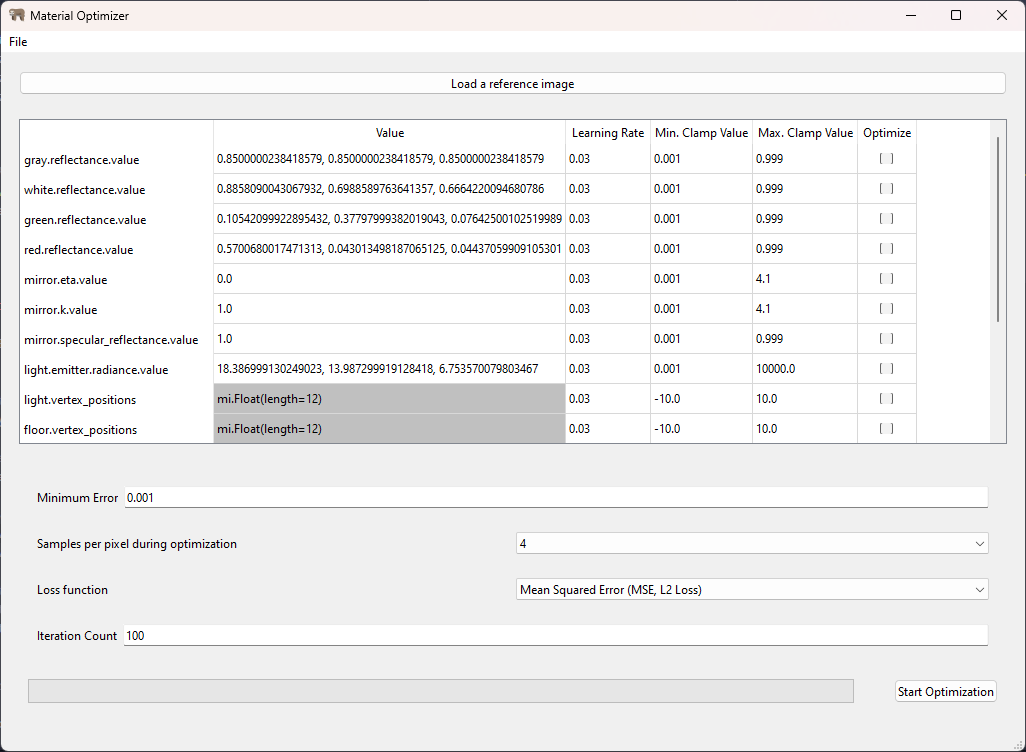 Material Optimizer
File
Load a reference image
Value Learning Rate Min. Clamp Value Max. Clamp Value Optimize
gray.reflectance.value 0.8500000238418579, 0.8500000238418579, 0.8500000238418579 0.03 0.001 0.999
white.reflectance.value 0.8858090043067932, 0.6988589763641357, 0.6664220094680786 0.03 0.001 0.999
green.reflectance.value 0.10542099922895432, 0.37797999382019043, 0.07642500102519989 0.03 0.001 0.999
red.reflectance.value 0.5700680017471313, 0.043013498187065125, 0.04437059909105301 0.03 0.001 0.999
mirror.eta.value 0.0 0.03 0.001 4.1
mirror.k.value 1.0 0.03 0.001 4.1
mirror.specular_reflectance.value 1.0 0.03 0.001 0.999
light.emitter.radiance.value 18.386999130249023, 13.987299919128418, 6.753570079803467 0.03 0.001 10000.0
light.vertex_positions mi.Float(length=12) 0.03 -10.0 10.0
floor.vertex_positions mi.Float(length=12) 0.03 -10.0 10.0
Minimum Error 0.001
Samples per pixel during optimization 4
Loss function Mean Squared Error (MSE, L2 Loss)
Iteration Count 100
Start Optimization